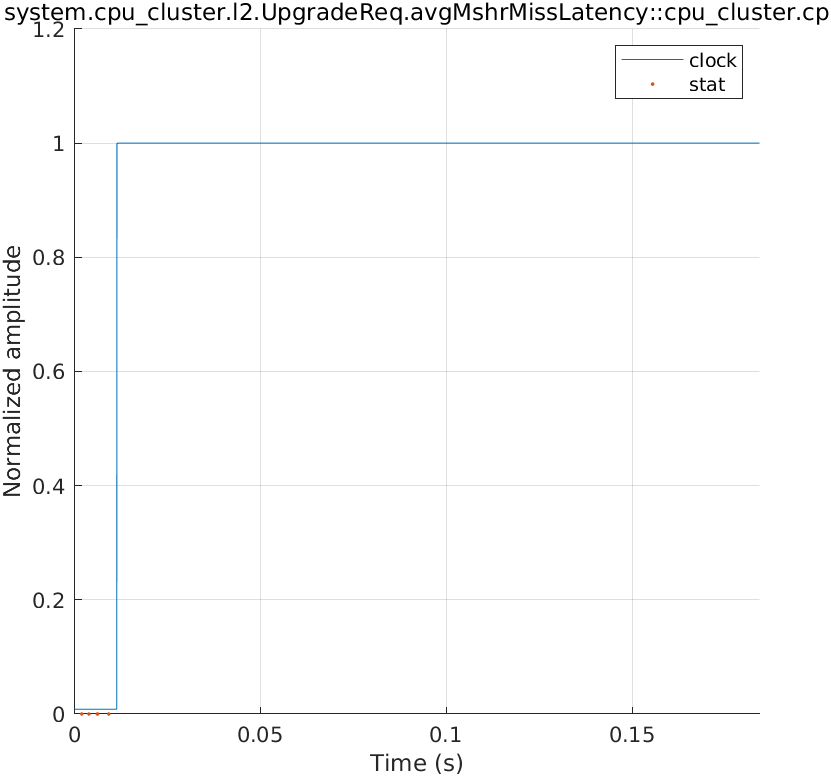 system.cpu_cluster.l2.UpgradeReq.avgMshrMissLatency::cpu_cluster.cp
1.2
1
0.8
0.6
0.4
0.2
0
Normalized amplitude
clock
stat
0 0.05 0.1 0.15
Time (s)